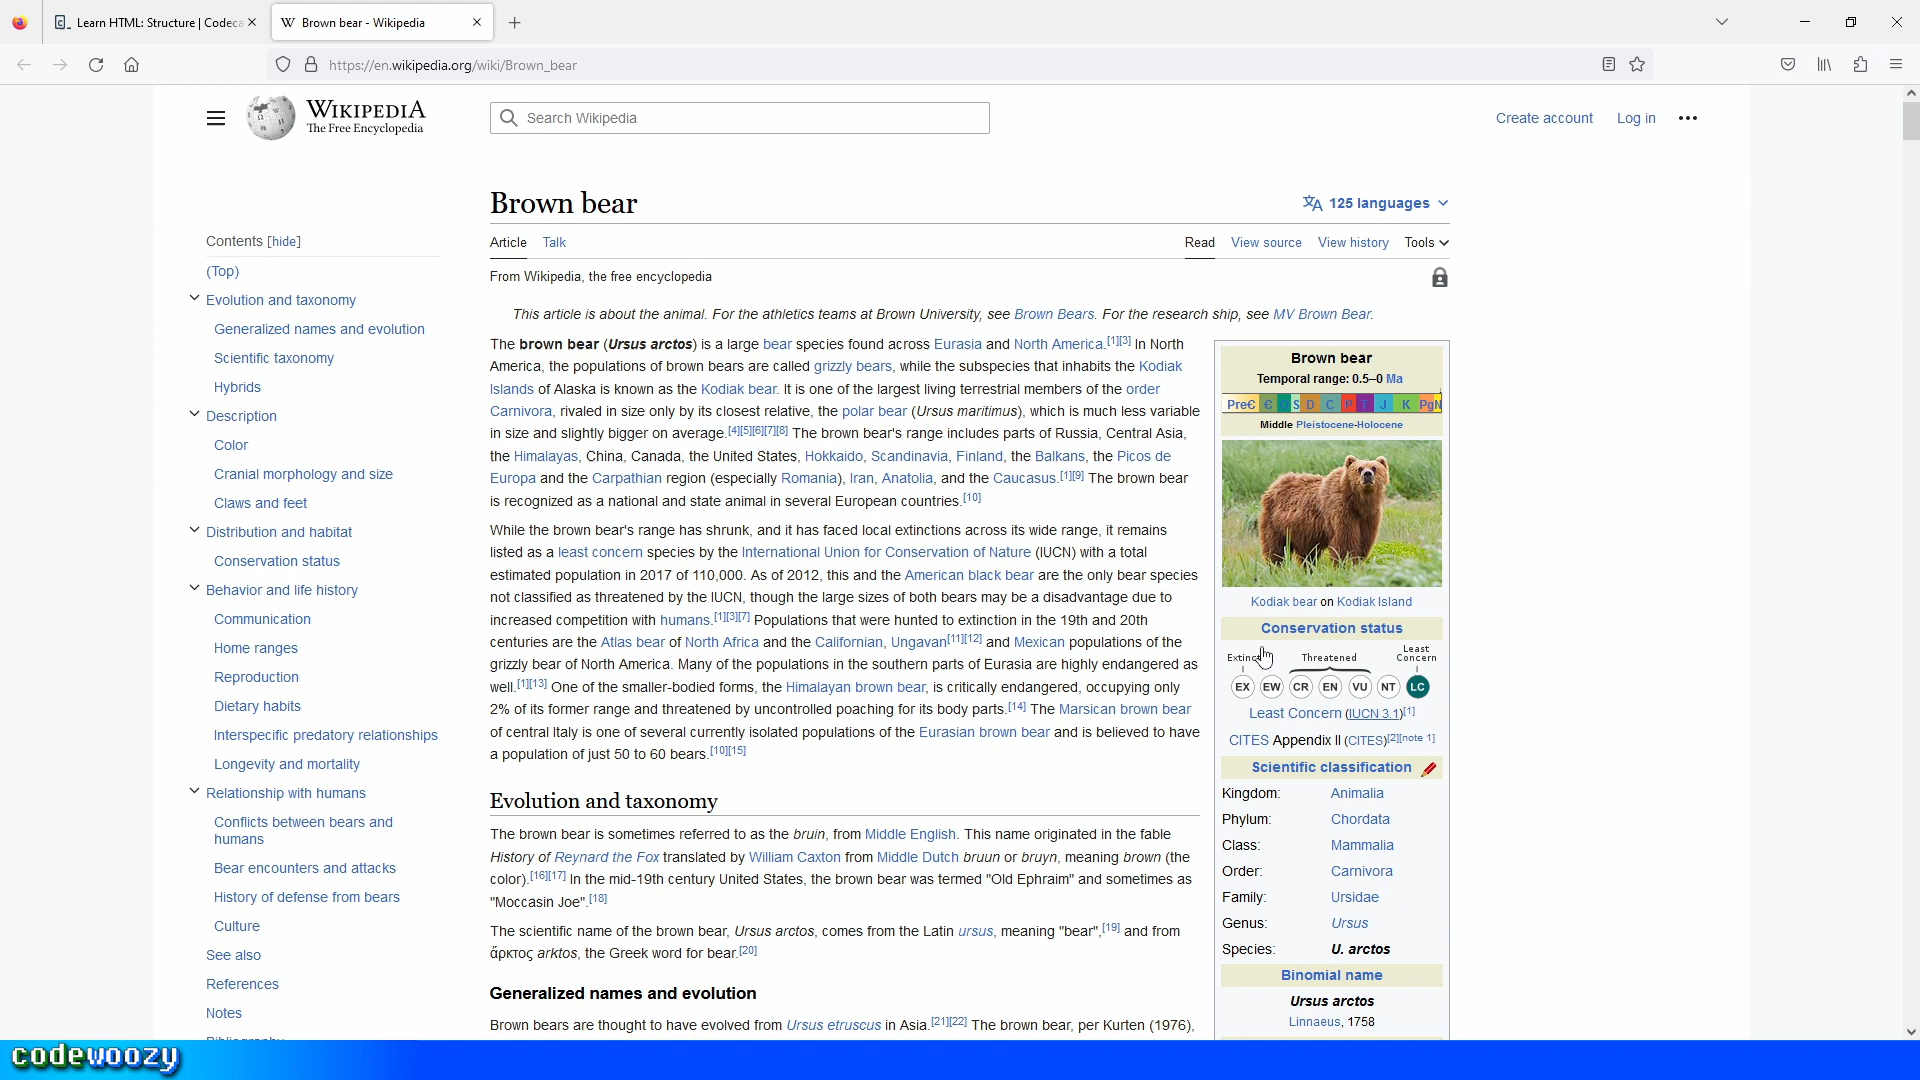 Learn HTML: Structure | Codeca
Brown bear - Wikipedia
https://en.wikipedia.org/wiki/Brown_bear
WIKIPEDIA
The Free Encyclopedia
Search Wikipedia
Create account Log in
Brown bear
125 languages
Article Talk
Read View source View history Tools
From Wikipedia, the free encyclopedia
Contents [hide]
(Top)
Evolution and taxonomy
Generalized names and evolution
Scientific taxonomy
Hybrids
Description
Color
Cranial morphology and size
Claws and feet
Distribution and habitat
Conservation status
Behavior and life history
Communication
Home ranges
Reproduction
Dietary habits
Interspecific predatory relationships
Longevity and mortality
Relationship with humans
Conflicts between bears and
humans
Bear encounters and attacks
History of defense from bears
Culture
See also
References
Notes
This article is about the animal. For the athletics teams at Brown University, see Brown Bears. For the research ship, see MV Brown Bear.
The brown bear (Ursus arctos) is a large bear species found across Eurasia and North America.[1][3] In North
America, the populations of brown bears are called grizzly bears, while the subspecies that inhabits the Kodiak
Islands of Alaska is known as the Kodiak bear. It is one of the largest living terrestrial members of the order
Carnivora, rivaled in size only by its closest relative, the polar bear (Ursus maritimus), which is much less variable
in size and slightly bigger on average.[4][5][6][7][8] The brown bear's range includes parts of Russia, Central Asia,
the Himalayas, China, Canada, the United States, Hokkaido, Scandinavia, Finland, the Balkans, the Picos de
Europa and the Carpathian region (especially Romania), Iran, Anatolia, and the Caucasus.[1][9] The brown bear
is recognized as a national and state animal in several European countries.[10]
While the brown bear's range has shrunk, and it has faced local extinctions across its wide range, it remains
listed as a least concern species by the International Union for Conservation of Nature (IUCN) with a total
estimated population in 2017 of 110,000. As of 2012, this and the American black bear are the only bear species
not classified as threatened by the IUCN, though the large sizes of both bears may be a disadvantage due to
increased competition with humans.[1][3][7] Populations that were hunted to extinction in the 19th and 20th
centuries are the Atlas bear of North Africa and the Californian, Ungavan[11][12] and Mexican populations of the
grizzly bear of North America. Many of the populations in the southern parts of Eurasia are highly endangered as
well.[1][13] One of the smaller-bodied forms, the Himalayan brown bear, is critically endangered, occupying only
2% of its former range and threatened by uncontrolled poaching for its body parts.[14] The Marsican brown bear
of central Italy is one of several currently isolated populations of the Eurasian brown bear and is believed to have
a population of just 50 to 60 bears.[10][15]
Evolution and taxonomy
The brown bear is sometimes referred to as the bruin, from Middle English. This name originated in the fable
History of Reynard the Fox translated by William Caxton from Middle Dutch bruun or bruyn, meaning brown (the
color).[16][17] In the mid-19th century United States, the brown bear was termed "Old Ephraim" and sometimes as
"Moccasin Joe".[18]
The scientific name of the brown bear, Ursus arctos, comes from the Latin ursus, meaning "bear",[19] and from
ἄρκτος arktos, the Greek word for bear.[20]
Generalized names and evolution
Brown bears are thought to have evolved from Ursus etruscus in Asia.[21][22] The brown bear, per Kurten (1976),
Brown bear
Temporal range: 0.5–0 Ma
PreꞒ Ꞓ O S D C P T J K Pg N
Middle Pleistocene-Holocene
Kodiak bear on Kodiak Island
Conservation status
Extinct Threatened Least
Concern
EX EW CR EN VU NT LC
Least Concern (IUCN 3.1)[1]
CITES Appendix II (CITES)[2][note 1]
Scientific classification
Kingdom: Animalia
Phylum: Chordata
Class: Mammalia
Order: Carnivora
Family: Ursidae
Genus: Ursus
Species: U. arctos
Binomial name
Ursus arctos
Linnaeus, 1758
codewoozy